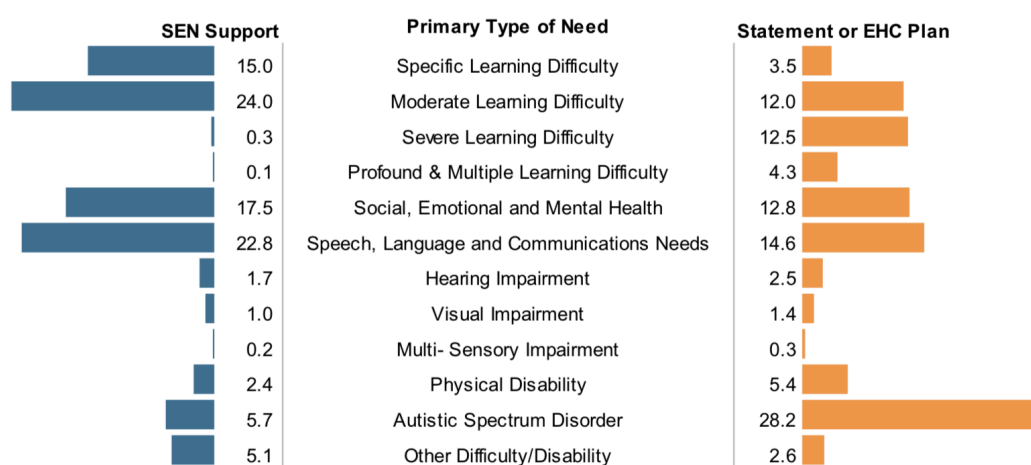 SEN Support Primary Type of Need Statement or EHC Plan
15.0 Specific Learning Difficulty 3.5
24.0 Moderate Learning Difficulty 12.0
0.3 Severe Learning Difficulty 12.5
0.1 Profound & Multiple Learning Difficulty 4.3
17.5 Social, Emotional and Mental Health 12.8
22.8 Speech, Language and Communications Needs 14.6
1.7 Hearing Impairment 2.5
1.0 Visual Impairment 1.4
0.2 Multi- Sensory Impairment 0.3
2.4 Physical Disability 5.4
5.7 Autistic Spectrum Disorder 28.2
5.1 Other Difficulty/Disability 2.6